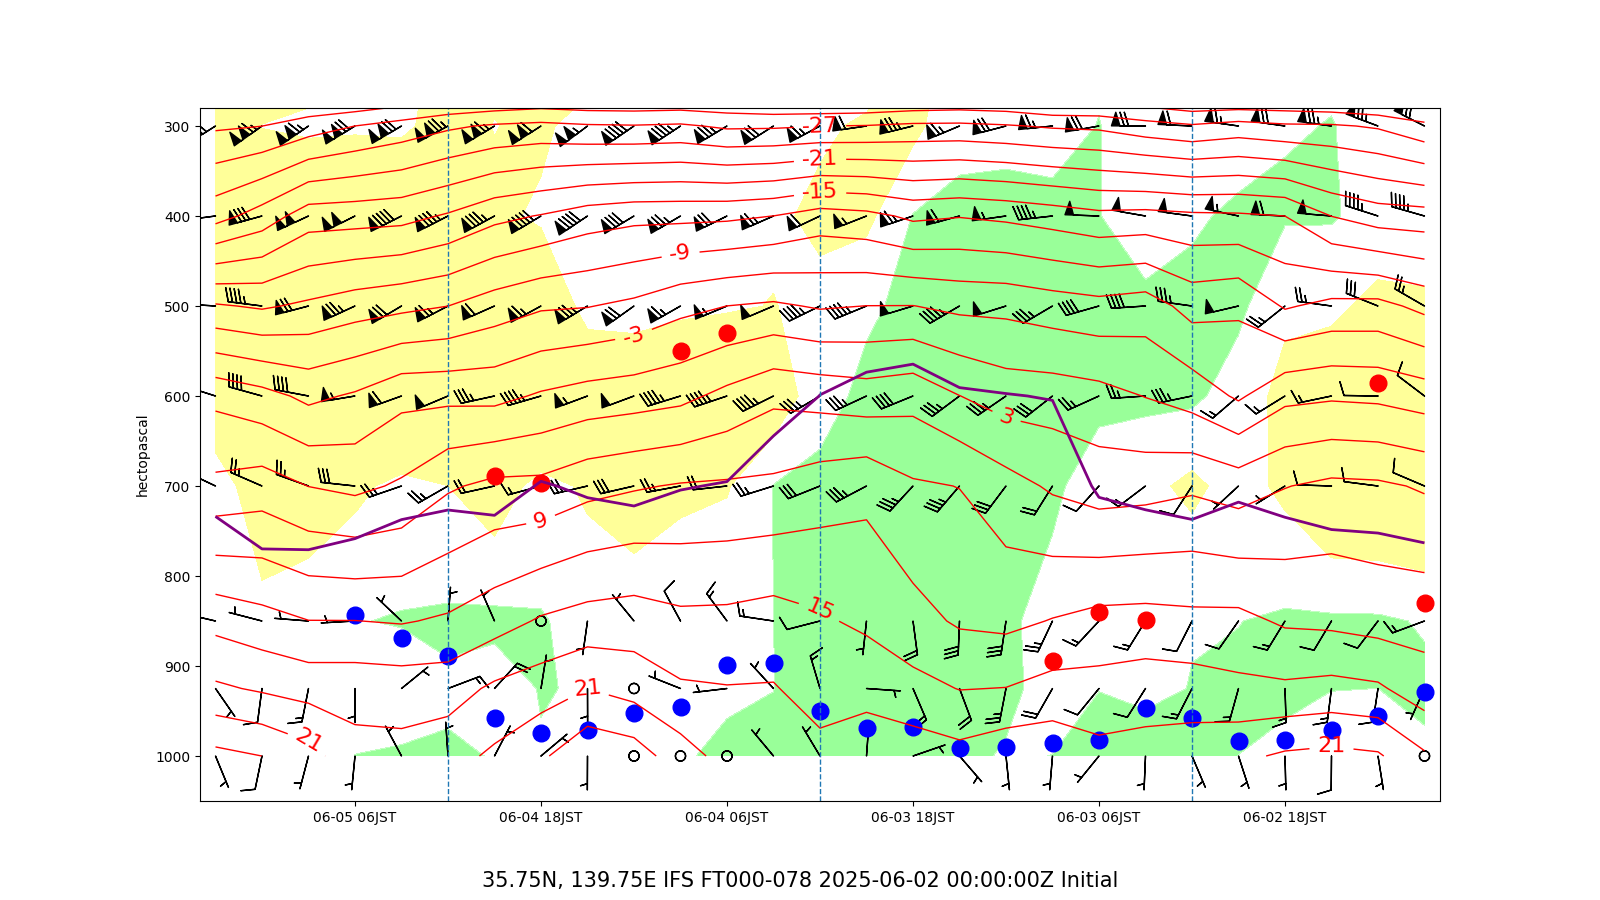 300
400
500
600
700
800
900
1000
hectopascal
-27
-21
-15
-9
-3
3
9
15
21
21
21
06-05 06JST
06-04 18JST
06-04 06JST
06-03 18JST
06-03 06JST
06-02 18JST
35.75N, 139.75E IFS FT000-078 2025-06-02 00:00:00Z Initial